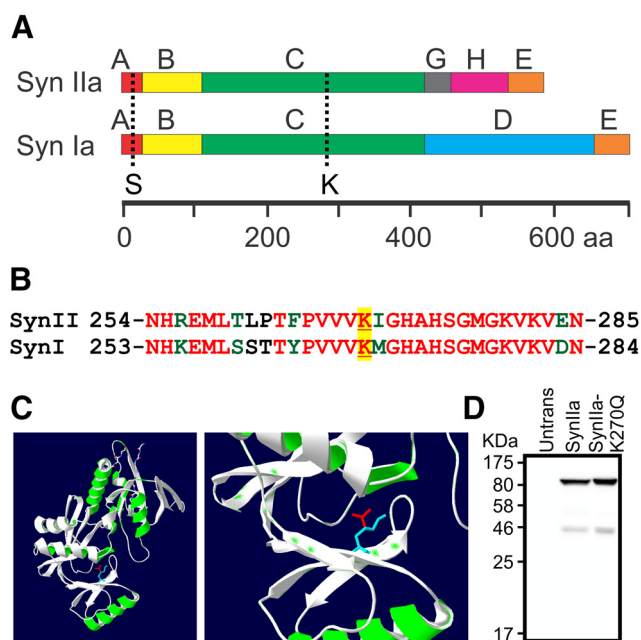 A
A B C G H E
Syn IIa
A B C D E
Syn Ia
S K
0 200 400 600 aa
B
SynII 254-NHREMLTLPTFPVVVKIGHAHSGMGKVKVEN-285
SynI 253-NHKEMLSSTTYPVVVKMGHAHSGMGKVKVDN-284
C
D
Untrans
SynIIa
SynIIa-
K270Q
KDa
175
80
58
46
25
17